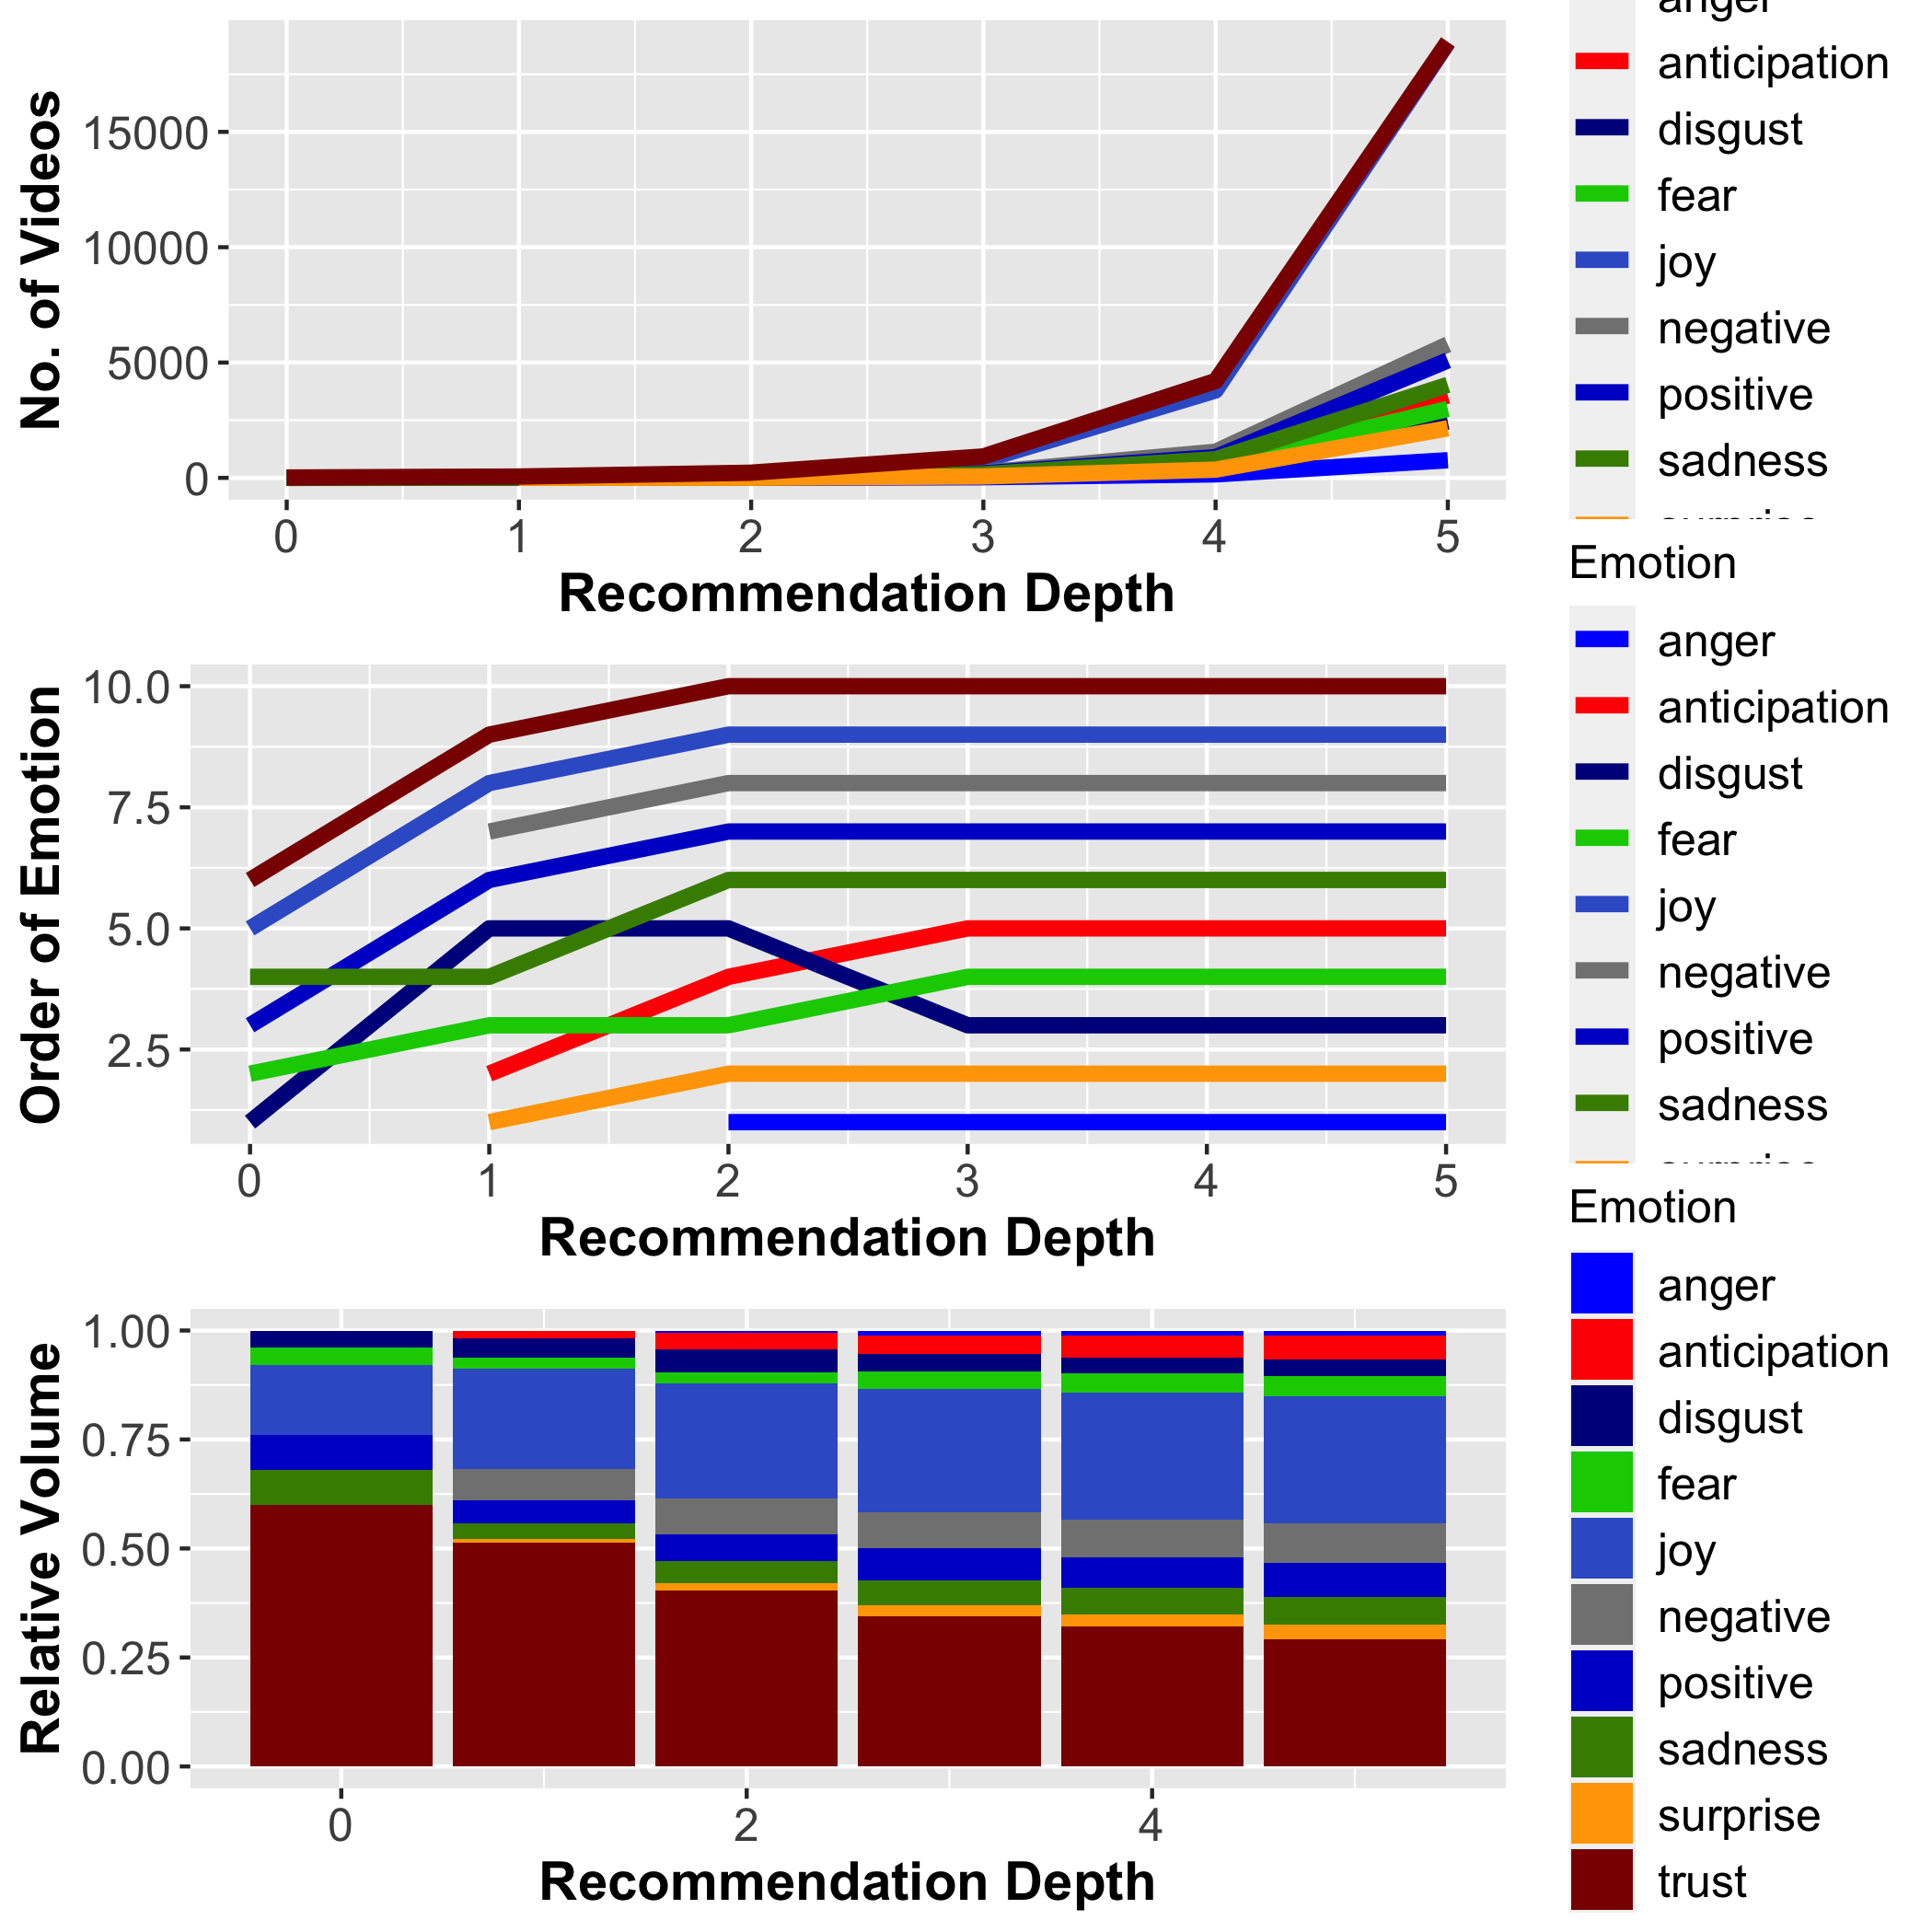 No. of Videos
15000
10000
5000
0
0 1 2 3 4 5
Recommendation Depth
anger
anticipation
disgust
fear
joy
negative
positive
sadness
Order of Emotion
10.0
7.5
5.0
2.5
0 1 2 3 4 5
Recommendation Depth
Emotion
anger
anticipation
disgust
fear
joy
negative
positive
sadness
Relative Volume
1.00
0.75
0.50
0.25
0.00
0 2 4
Recommendation Depth
Emotion
anger
anticipation
disgust
fear
joy
negative
positive
sadness
surprise
trust